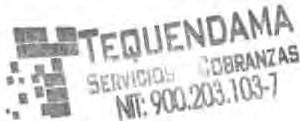 TEQUENDAMA
SERVICIOS COBRANZAS
NIT: 900.203.103-7